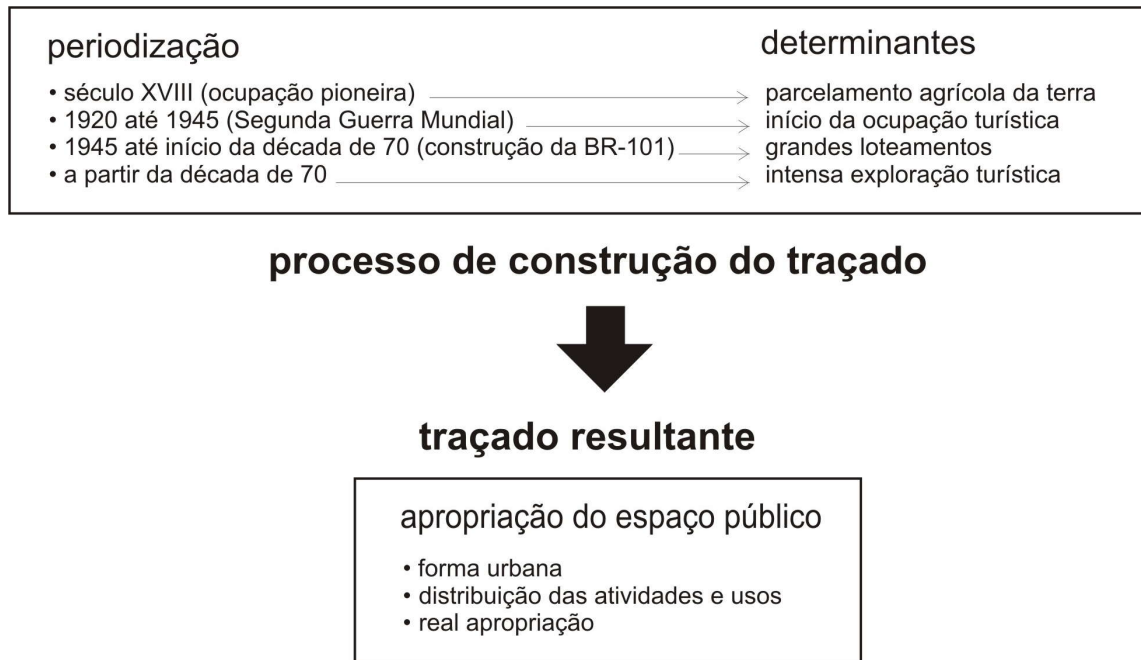 periodização
determinantes
• século XVIII (ocupação pioneira)
parcelamento agrícola da terra
• 1920 até 1945 (Segunda Guerra Mundial)
início da ocupação turística
• 1945 até início da década de 70 (construção da BR-101)
grandes loteamentos
• a partir da década de 70
intensa exploração turística
processo de construção do traçado
traçado resultante
apropriação do espaço público
• forma urbana
• distribuição das atividades e usos
• real apropriação